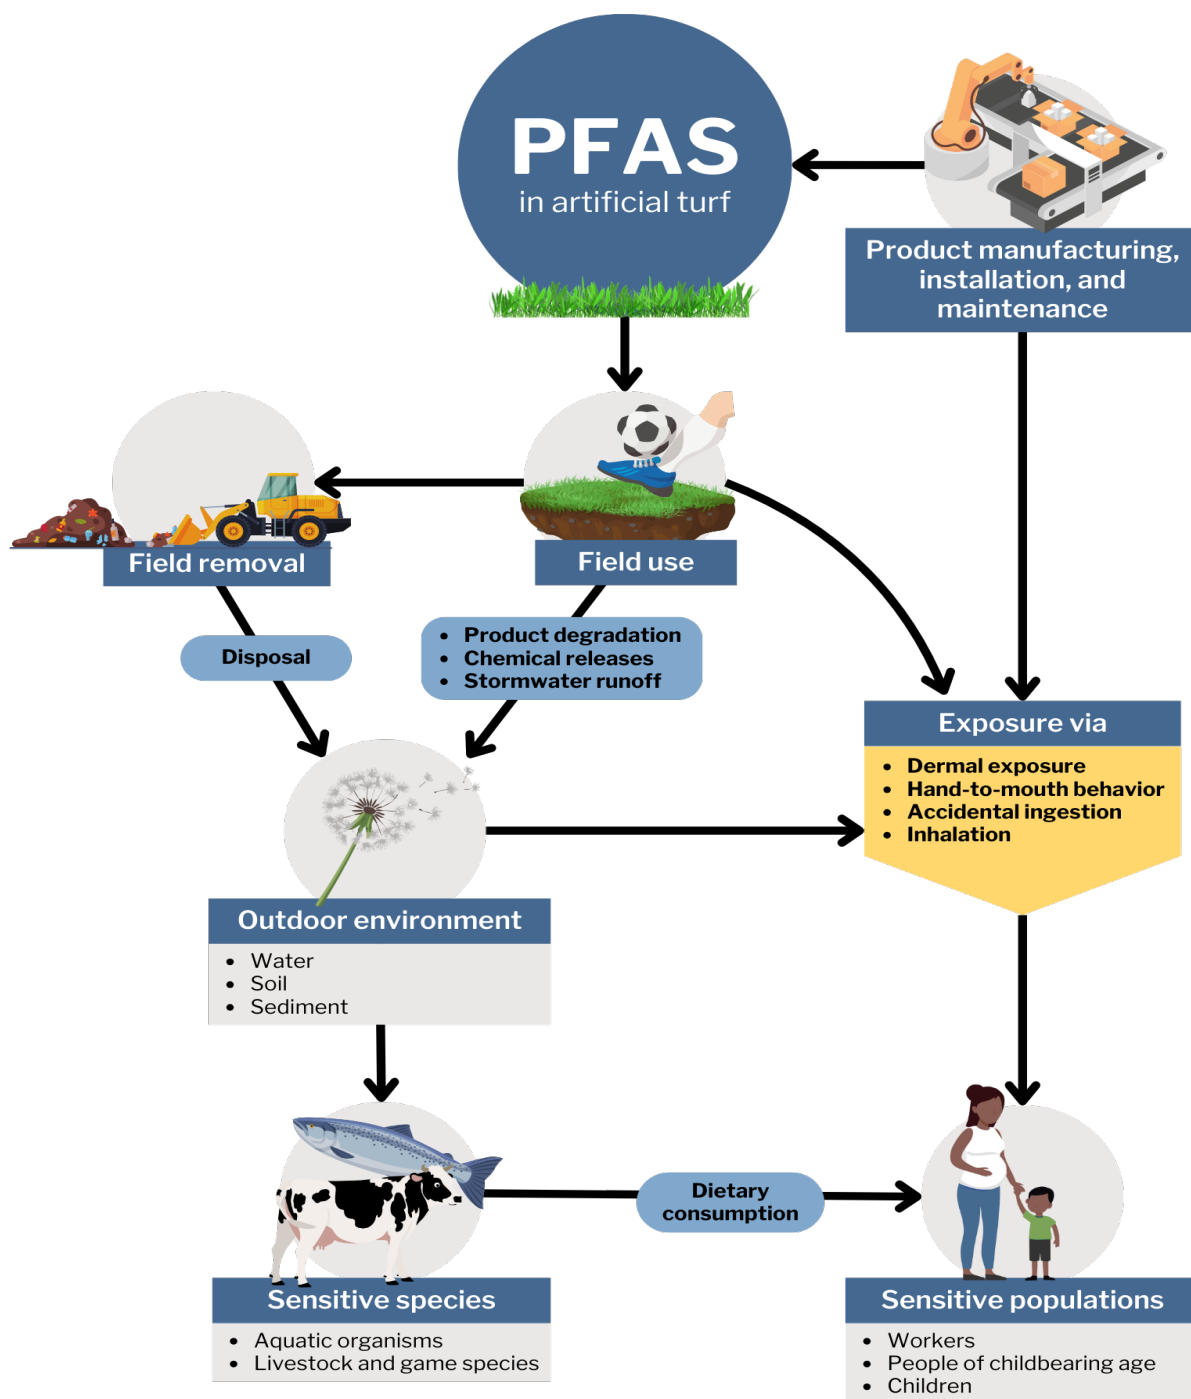 PFAS
in artificial turf
Product manufacturing,
installation, and
maintenance
Field removal
Field use
Disposal
• Product degradation
• Chemical releases
• Stormwater runoff
Exposure via
• Dermal exposure
• Hand-to-mouth behavior
• Accidental ingestion
• Inhalation
Outdoor environment
• Water
• Soil
• Sediment
Dietary
consumption
Sensitive species
• Aquatic organisms
• Livestock and game species
Sensitive populations
• Workers
• People of childbearing age
• Children